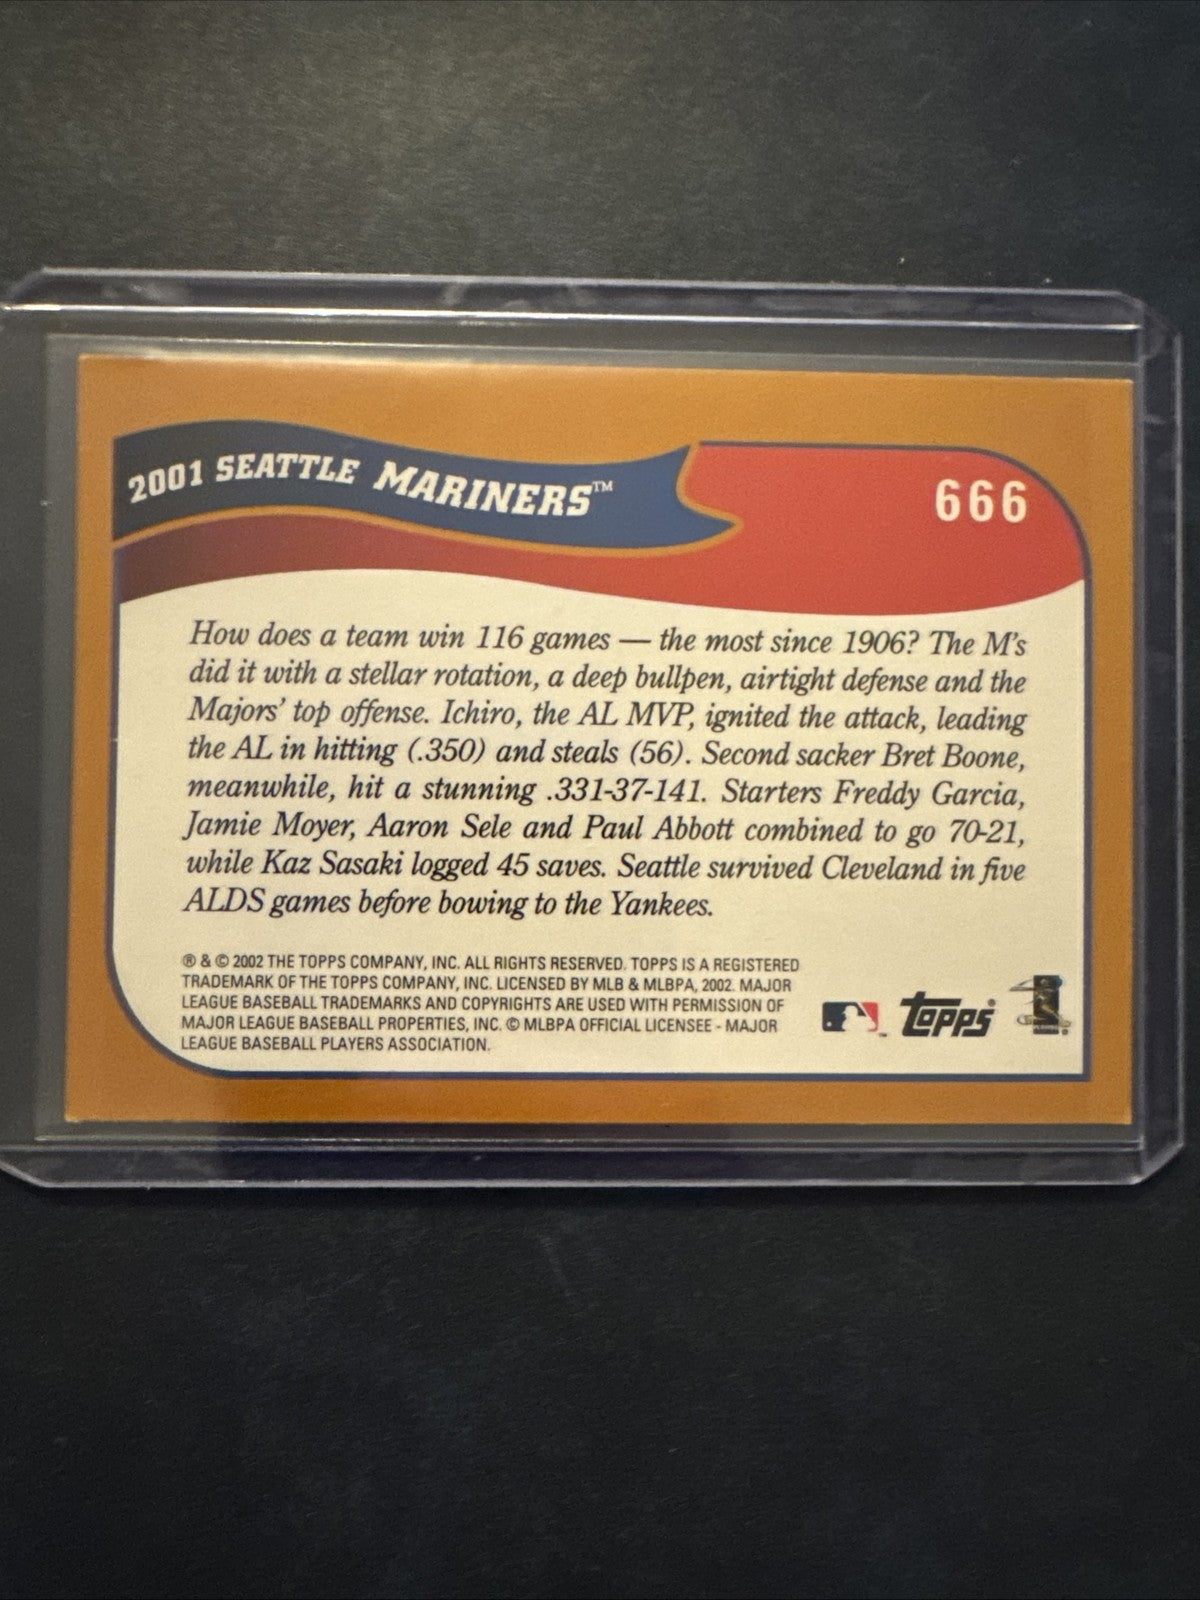 2001 SEATTLE MARINERS™
666
How does a team win 116 games — the most since 1906? The M's
did it with a stellar rotation, a deep bullpen, airtight defense and the
Majors' top offense. Ichiro, the AL MVP, ignited the attack, leading
the AL in hitting (.350) and steals (56). Second sacker Bret Boone,
meanwhile, hit a stunning .331-37-141. Starters Freddy Garcia,
Jamie Moyer, Aaron Sele and Paul Abbott combined to go 70-21,
while Kaz Sasaki logged 45 saves. Seattle survived Cleveland in five
ALDS games before bowing to the Yankees.
® & © 2002 THE TOPPS COMPANY, INC. ALL RIGHTS RESERVED. TOPPS IS A REGISTERED
TRADEMARK OF THE TOPPS COMPANY, INC. LICENSED BY MLB & MLBPA, 2002. MAJOR
LEAGUE BASEBALL TRADEMARKS AND COPYRIGHTS ARE USED WITH PERMISSION OF
MAJOR LEAGUE BASEBALL PROPERTIES, INC. © MLBPA OFFICIAL LICENSEE - MAJOR
LEAGUE BASEBALL PLAYERS ASSOCIATION.
Topps®